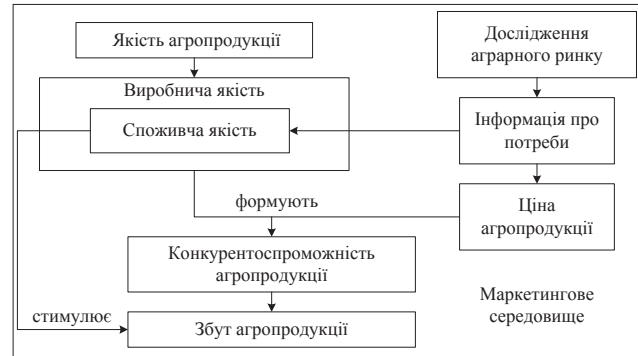 Якість агропродукції
Дослідження
аграрного ринку
Виробнича якість
Споживча якість
Інформація про
потреби
формують
Ціна
агропродукції
Конкурентоспроможність
агропродукції
Маркетингове
середовище
стимулює
Збут агропродукції